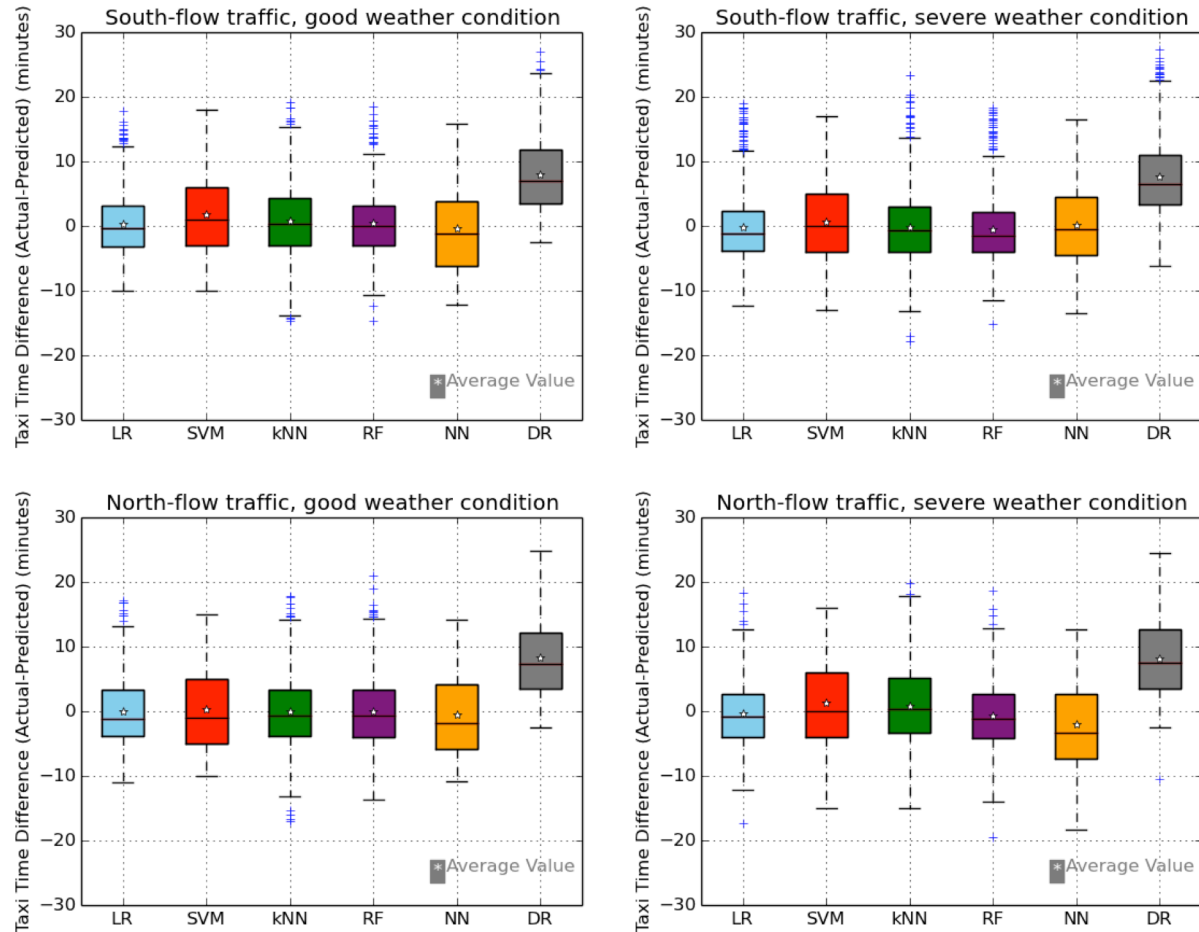 South-flow traffic, good weather condition
Taxi Time Difference (Actual-Predicted) (minutes)
30
20
10
0
−10
−20
−30
* Average Value
LR SVM kNN RF NN DR
South-flow traffic, severe weather condition
Taxi Time Difference (Actual-Predicted) (minutes)
30
20
10
0
−10
−20
−30
* Average Value
LR SVM kNN RF NN DR
North-flow traffic, good weather condition
Taxi Time Difference (Actual-Predicted) (minutes)
30
20
10
0
−10
−20
−30
* Average Value
LR SVM kNN RF NN DR
North-flow traffic, severe weather condition
Taxi Time Difference (Actual-Predicted) (minutes)
30
20
10
0
−10
−20
−30
* Average Value
LR SVM kNN RF NN DR